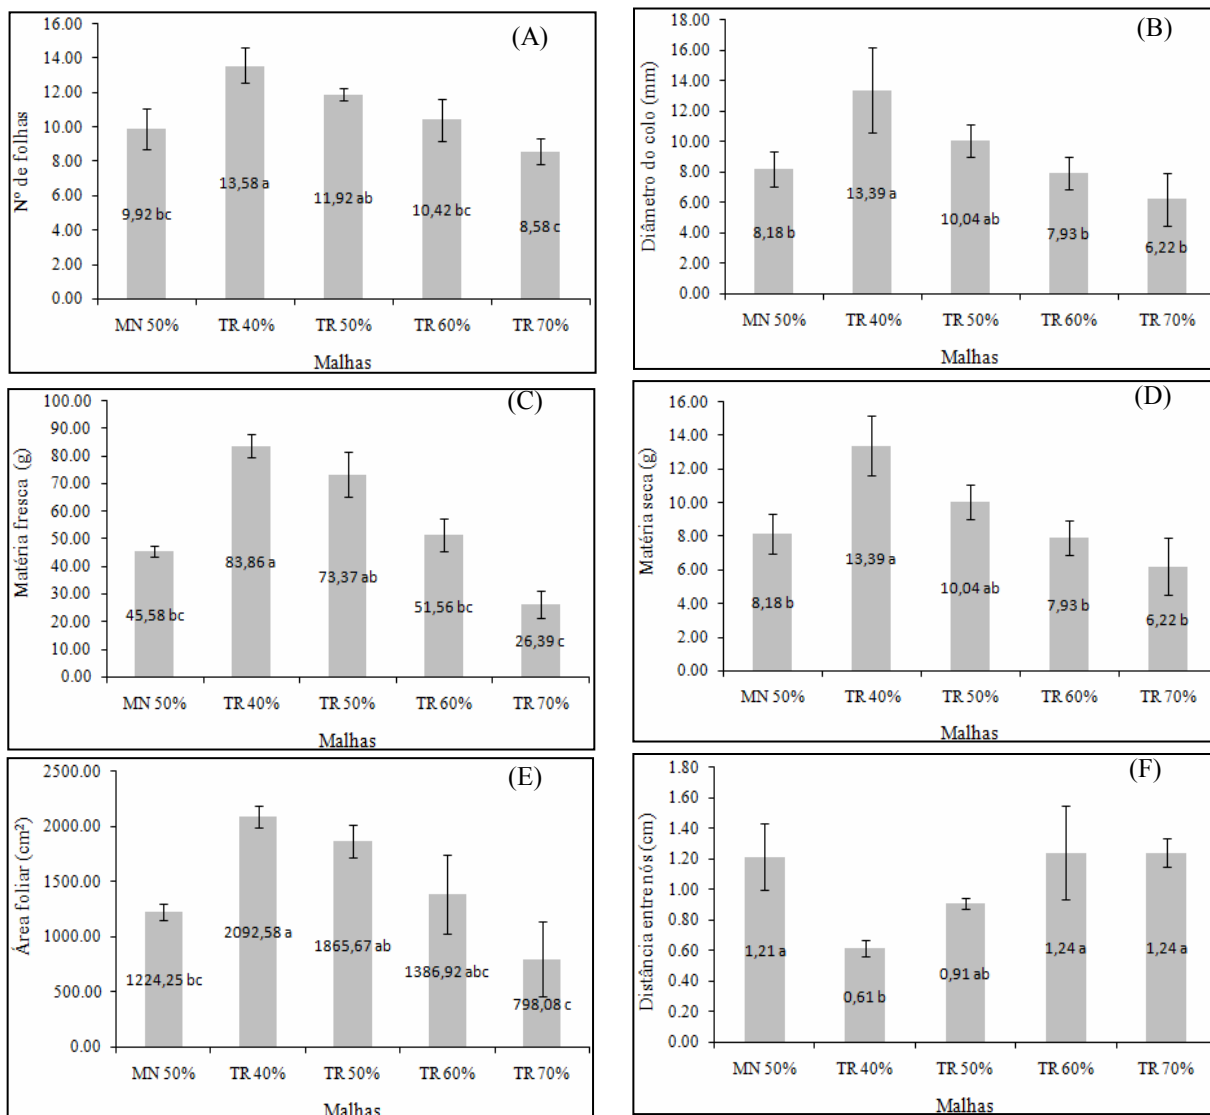 (A)
Nº de folhas
16.00
14.00
12.00
10.00
8.00
6.00
4.00
2.00
0.00
9,92 bc
13,58 a
11,92 ab
10,42 bc
8,58 c
MN 50% TR 40% TR 50% TR 60% TR 70%
Malhas
(B)
Diâmetro do colo (mm)
18.00
16.00
14.00
12.00
10.00
8.00
6.00
4.00
2.00
0.00
8,18 b
13,39 a
10,04 ab
7,93 b
6,22 b
MN 50% TR 40% TR 50% TR 60% TR 70%
Malhas
(C)
Matéria fresca (g)
100.00
90.00
80.00
70.00
60.00
50.00
40.00
30.00
20.00
10.00
0.00
45,58 bc
83,86 a
73,37 ab
51,56 bc
26,39 c
MN 50% TR 40% TR 50% TR 60% TR 70%
Malhas
(D)
Matéria seca (g)
16.00
14.00
12.00
10.00
8.00
6.00
4.00
2.00
0.00
8,18 b
13,39 a
10,04 ab
7,93 b
6,22 b
MN 50% TR 40% TR 50% TR 60% TR 70%
Malhas
(E)
Área foliar (cm²)
2500.00
2000.00
1500.00
1000.00
500.00
0.00
1224,25 bc
2092,58 a
1865,67 ab
1386,92 abc
798,08 c
MN 50% TR 40% TR 50% TR 60% TR 70%
Malhas
(F)
Distância entre nós (cm)
1.80
1.60
1.40
1.20
1.00
0.80
0.60
0.40
0.20
0.00
1,21 a
0,61 b
0,91 ab
1,24 a
1,24 a
MN 50% TR 40% TR 50% TR 60% TR 70%
Malhas